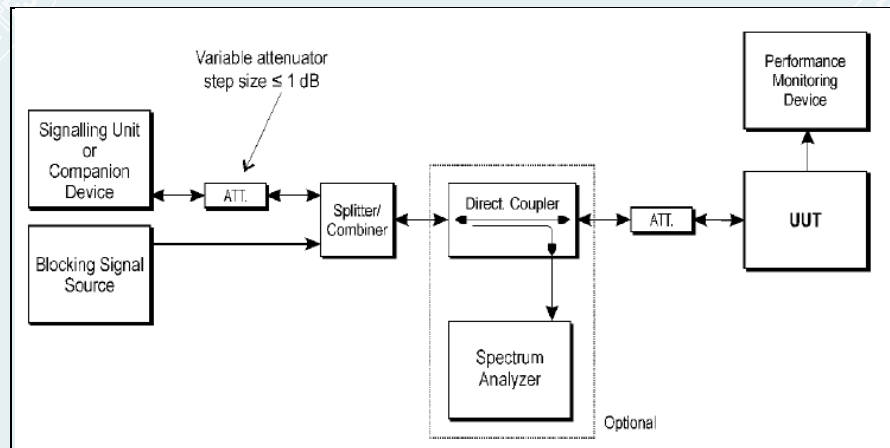 Variable attenuator
step size ≤ 1 dB
Performance
Monitoring
Device
Signalling Unit
or
Companion
Device
ATT.
Splitter/
Combiner
Direct. Coupler
ATT.
UUT
Blocking Signal
Source
Spectrum
Analyzer
Optional